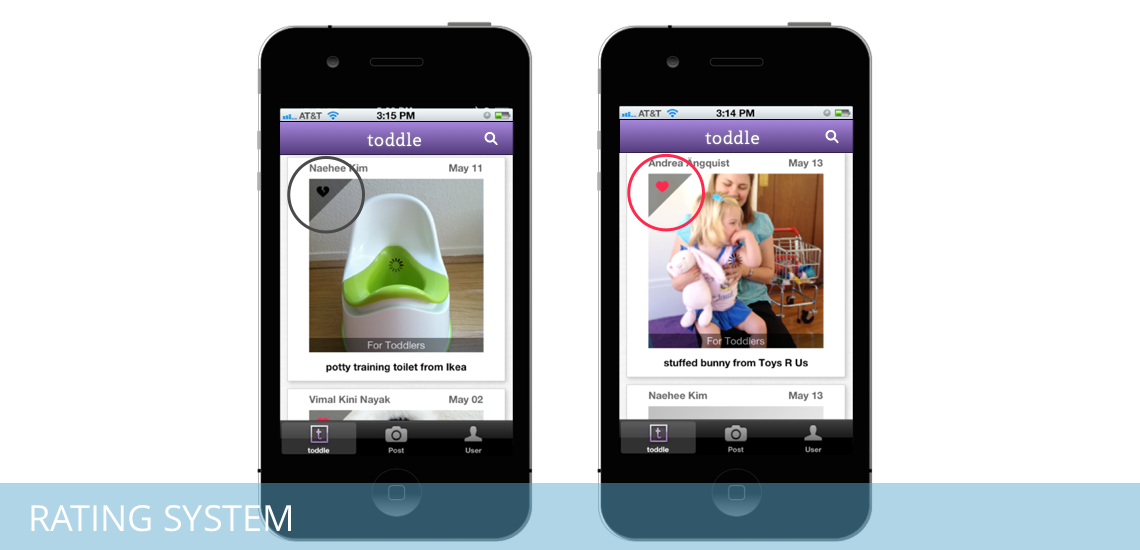 AT&T 3:15 PM
toddle
Naehee Kim May 11
For Toddlers
potty training toilet from Ikea
Vimal Kini Nayak May 02
toddle Post User
AT&T 3:14 PM
toddle
Andrea Angquist May 13
For Toddlers
stuffed bunny from Toys R Us
Naehee Kim May 13
toddle Post User
RATING SYSTEM